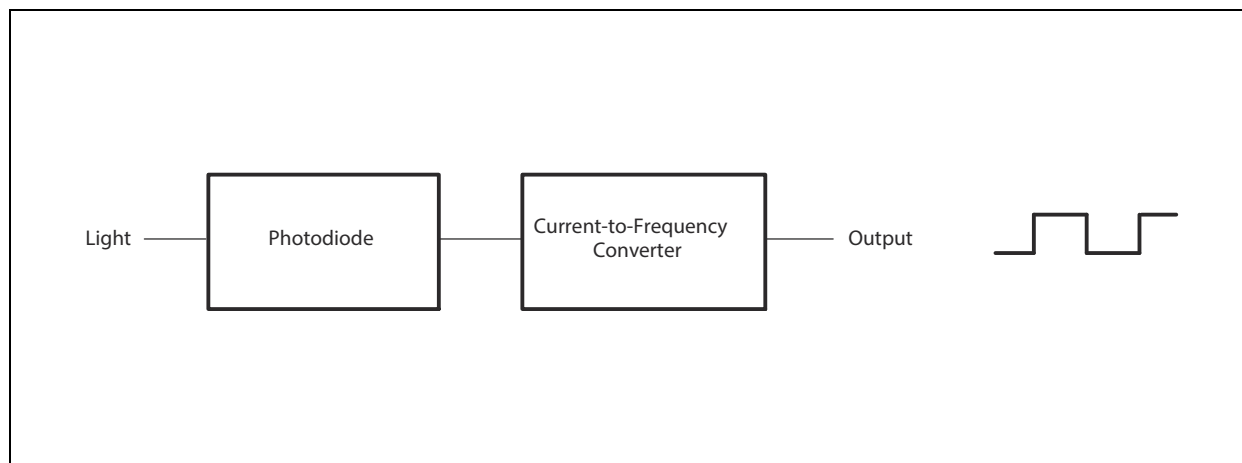 Light
Photodiode
Current-to-Frequency
Converter
Output